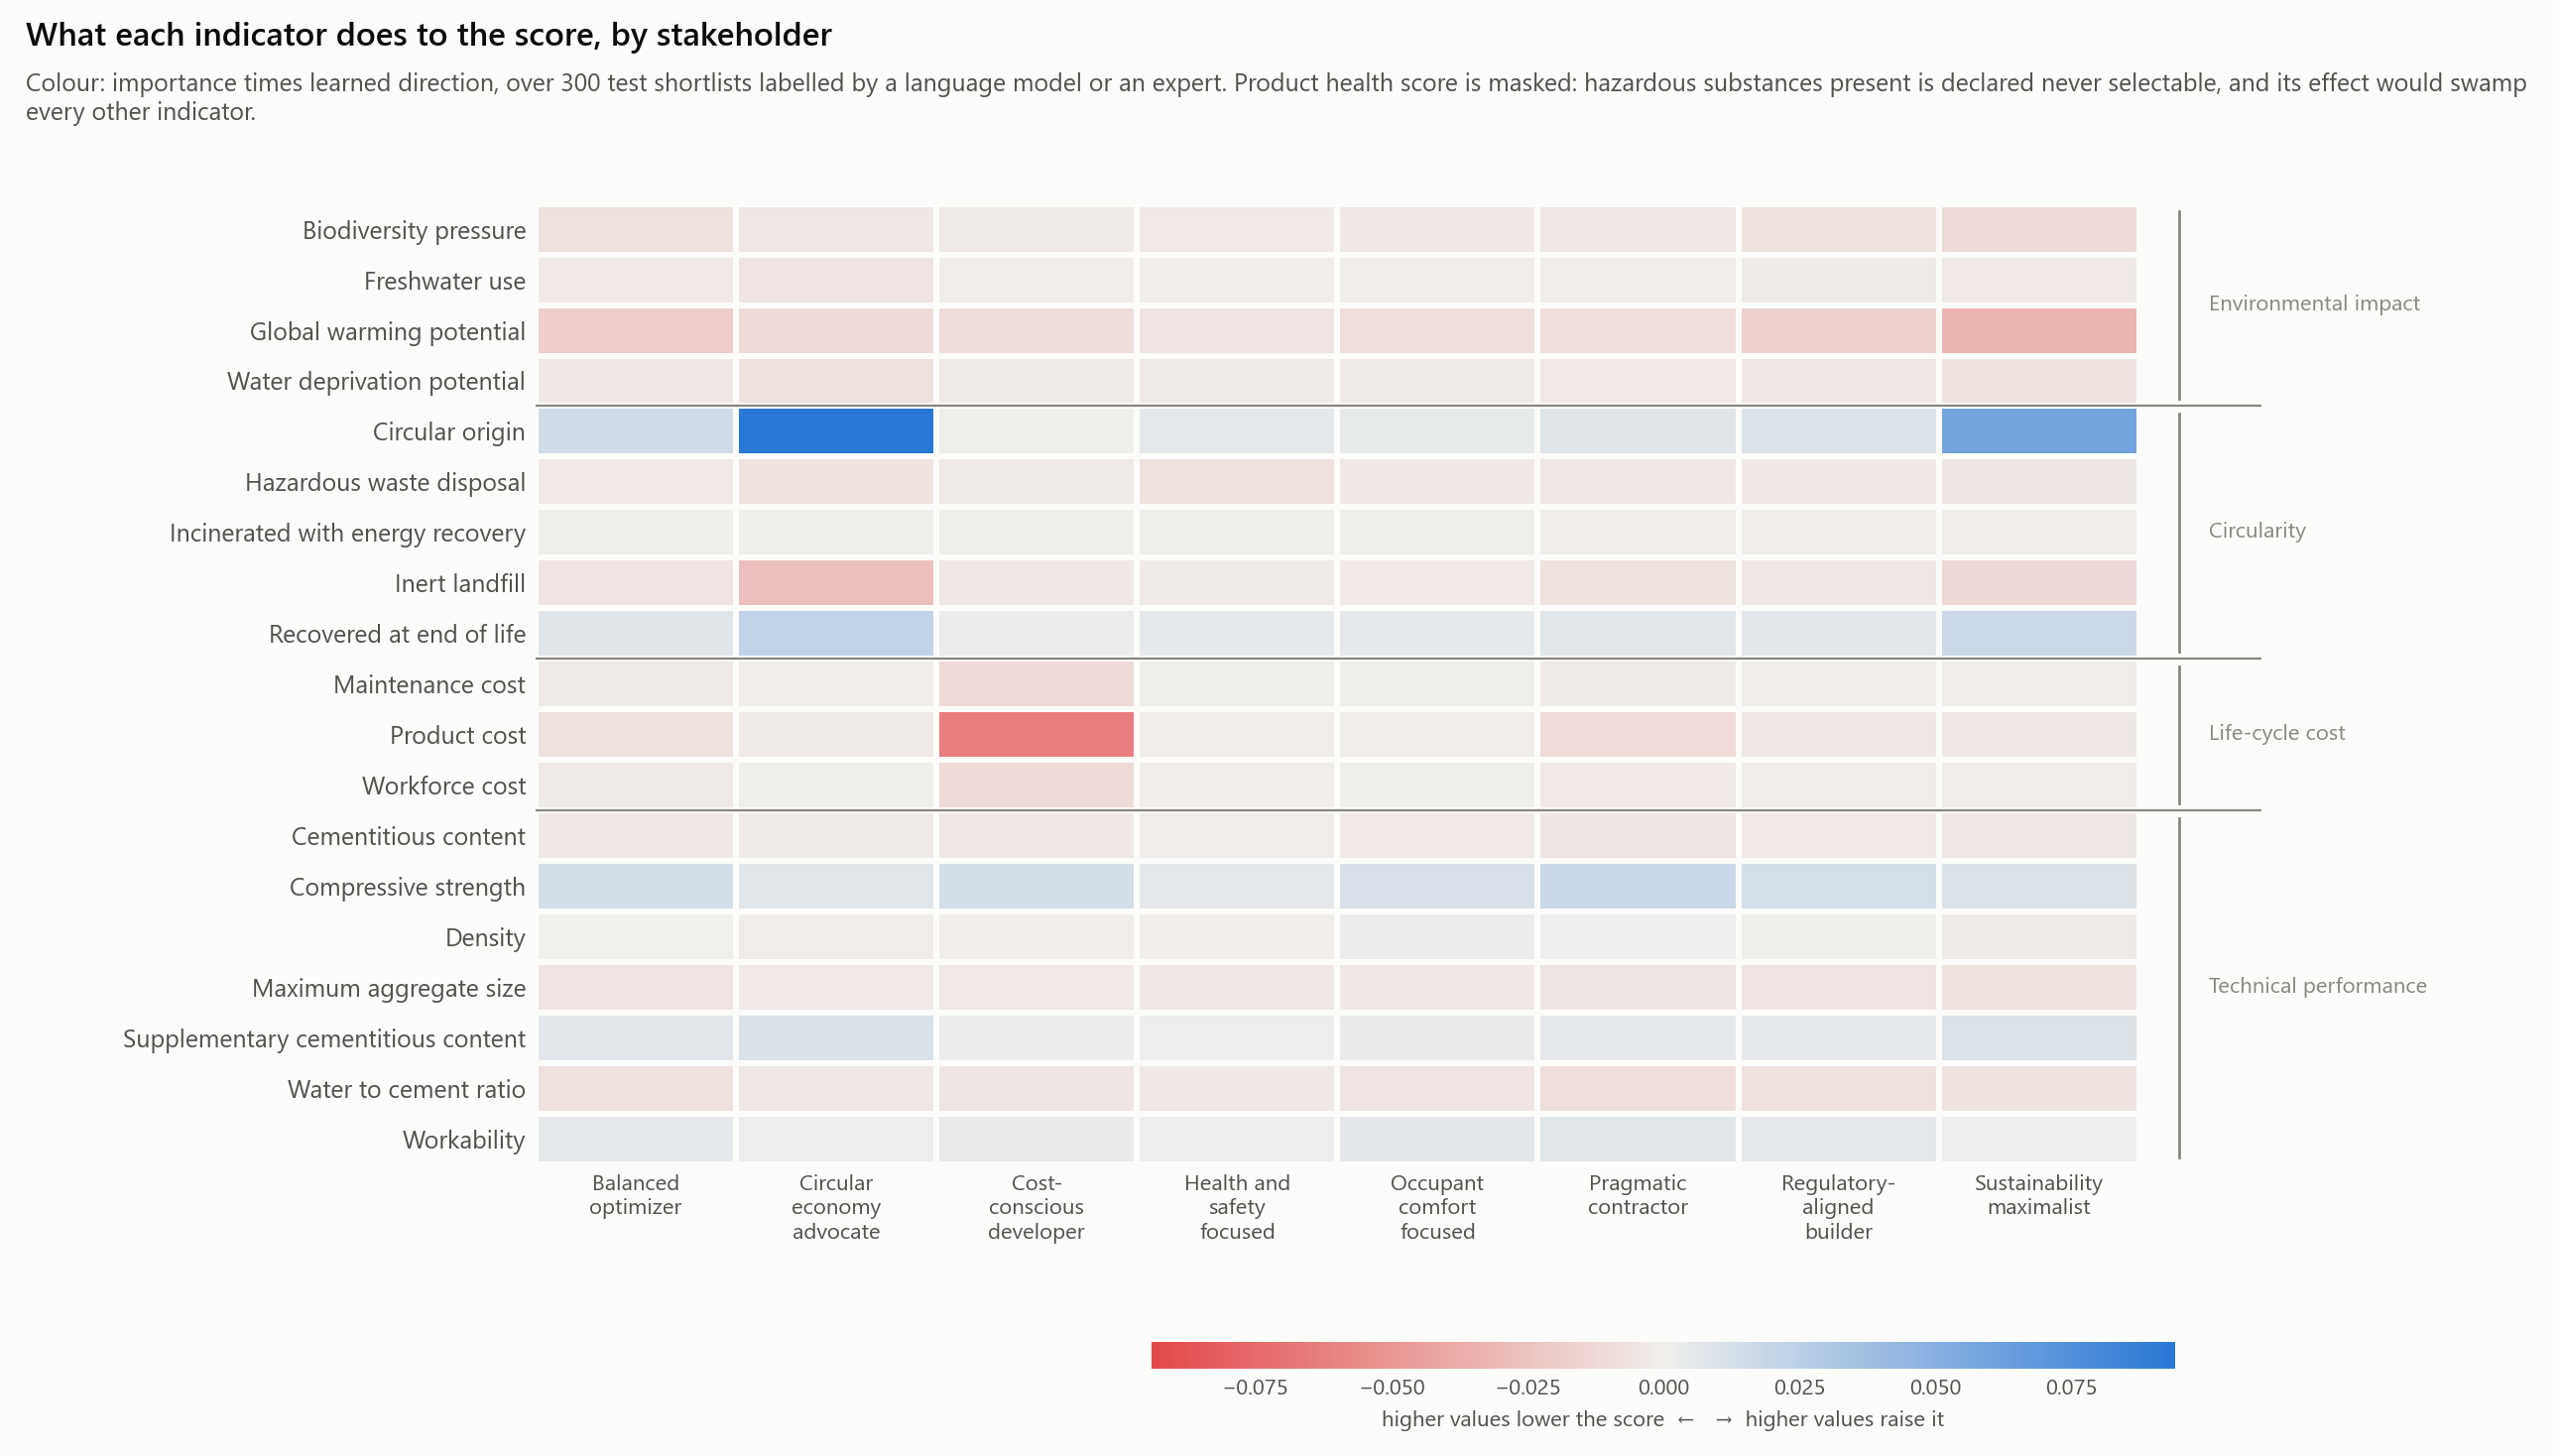 What each indicator does to the score, by stakeholder
Colour: importance times learned direction, over 300 test shortlists labelled by a language model or an expert. Product health score is masked: hazardous substances present is declared never selectable, and its effect would swamp
every other indicator.
Biodiversity pressure
Freshwater use
Global warming potential
Water deprivation potential
Environmental impact
Circular origin
Hazardous waste disposal
Incinerated with energy recovery
Inert landfill
Recovered at end of life
Circularity
Maintenance cost
Product cost
Workforce cost
Life-cycle cost
Cementitious content
Compressive strength
Density
Maximum aggregate size
Supplementary cementitious content
Water to cement ratio
Workability
Technical performance
Balanced
optimizer
Circular
economy
advocate
Cost-
conscious
developer
Health and
safety
focused
Occupant
comfort
focused
Pragmatic
contractor
Regulatory-
aligned
builder
Sustainability
maximalist
−0.075 −0.050 −0.025 0.000 0.025 0.050 0.075
higher values lower the score ← → higher values raise it